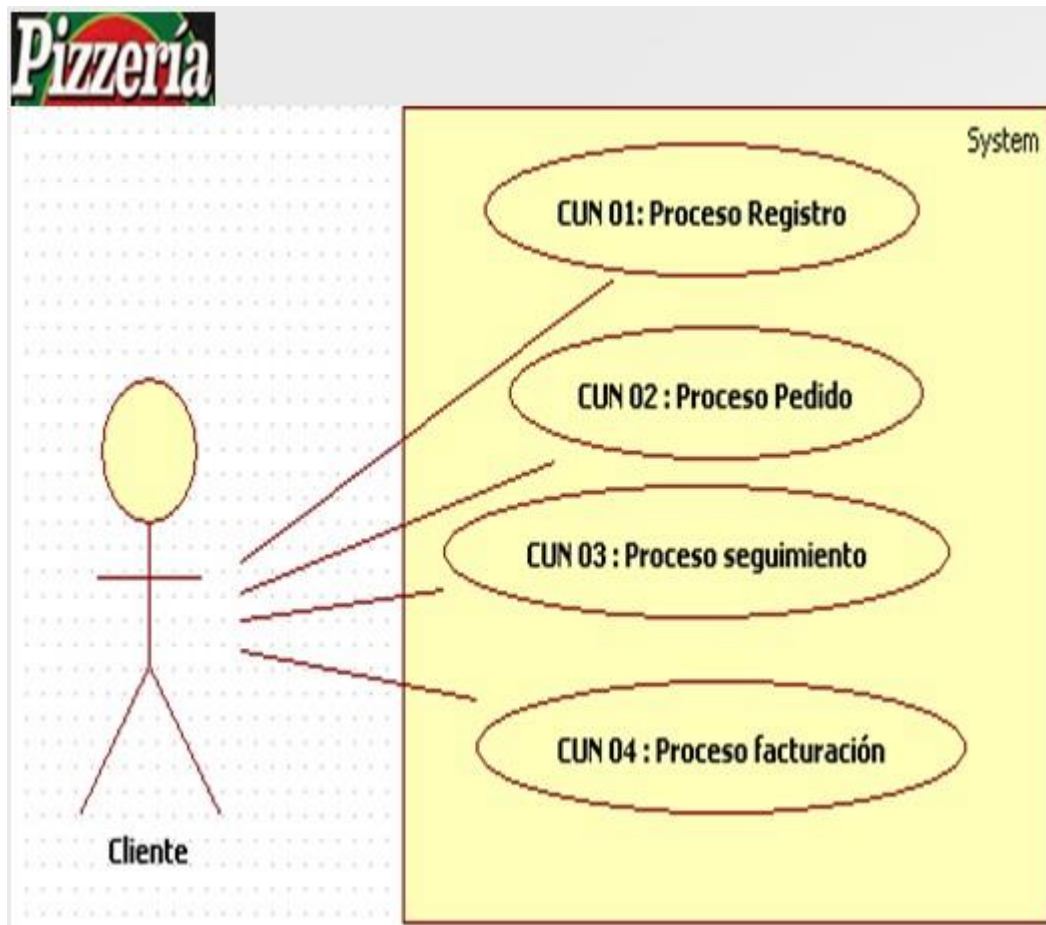 Pizzería
System
CUN 01: Proceso Registro
CUN 02 : Proceso Pedido
CUN 03 : Proceso seguimiento
CUN 04 : Proceso facturación
Cliente